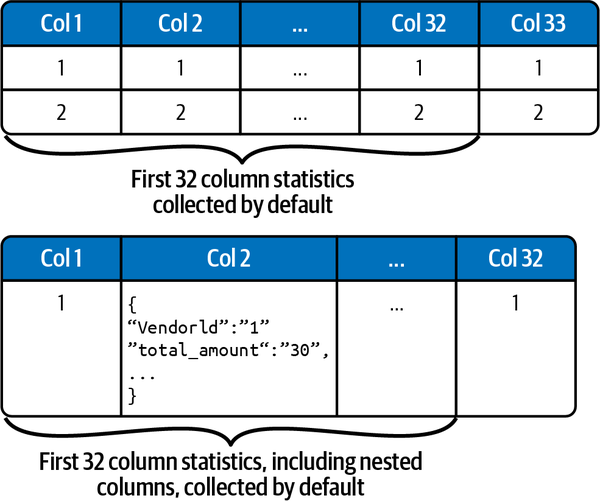 Col 1 Col 2 ... Col 32 Col 33
1 1 ... 1 1
2 2 ... 2 2
First 32 column statistics
collected by default
Col 1 Col 2 ... Col 32
1 { ... 1
“Vendorld”:”1”
”total_amount“:”30”,
...
}
First 32 column statistics, including nested
columns, collected by default